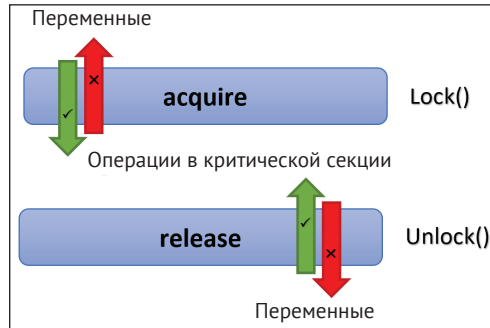 Переменные
acquire
Lock()
Операции в критической секции
release
Unlock()
Переменные